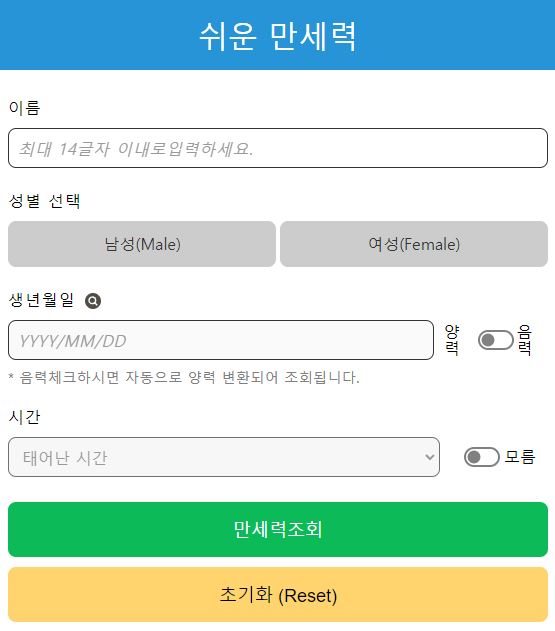 쉬운 만세력
이름
최대 14글자 이내로입력하세요.
성별 선택
남성(Male) 여성(Female)
생년월일
YYYY/MM/DD 양력 음력
* 음력체크하시면 자동으로 양력 변환되어 조회됩니다.
시간
태어난 시간 모름
만세력조회
초기화 (Reset)